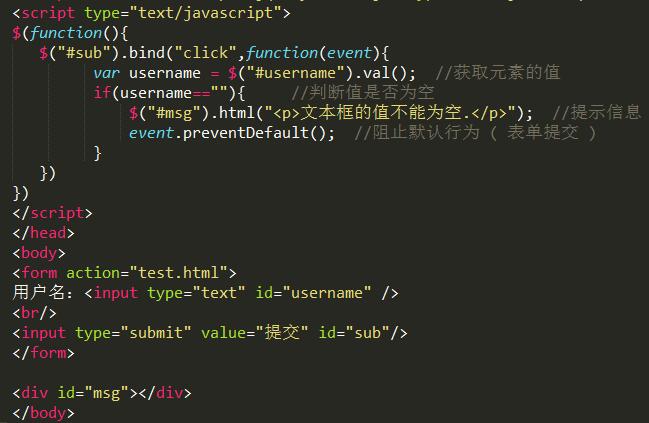 <script type="text/javascript">
$(function(){
$("#sub").bind("click",function(event){
var username = $("#username").val(); //获取元素的值
if(username==""){ //判断值是否为空
$("#msg").html("<p>文本框的值不能为空.</p>"); //提示信息
event.preventDefault(); //阻止默认行为 ( 表单提交 )
}
})
})
</script>
</head>
<body>
<form action="test.html">
用户名：<input type="text" id="username" />
<br/>
<input type="submit" value="提交" id="sub"/>
</form>
<div id="msg"></div>
</body>